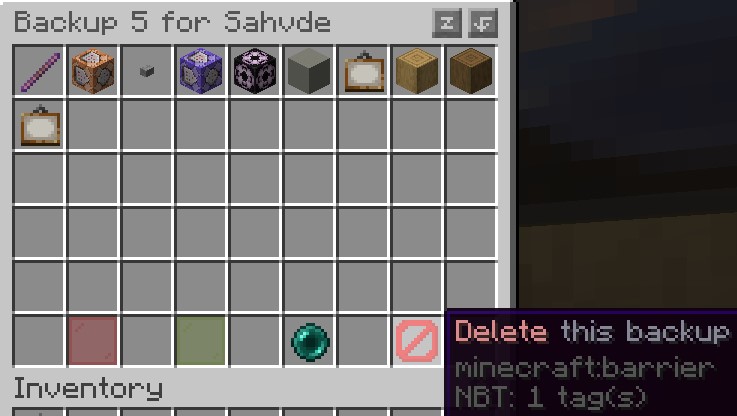 Backup 5 for Sahvde
Delete this backup
minecraft:barrier
NBT: 1 tag(s)
Inventory